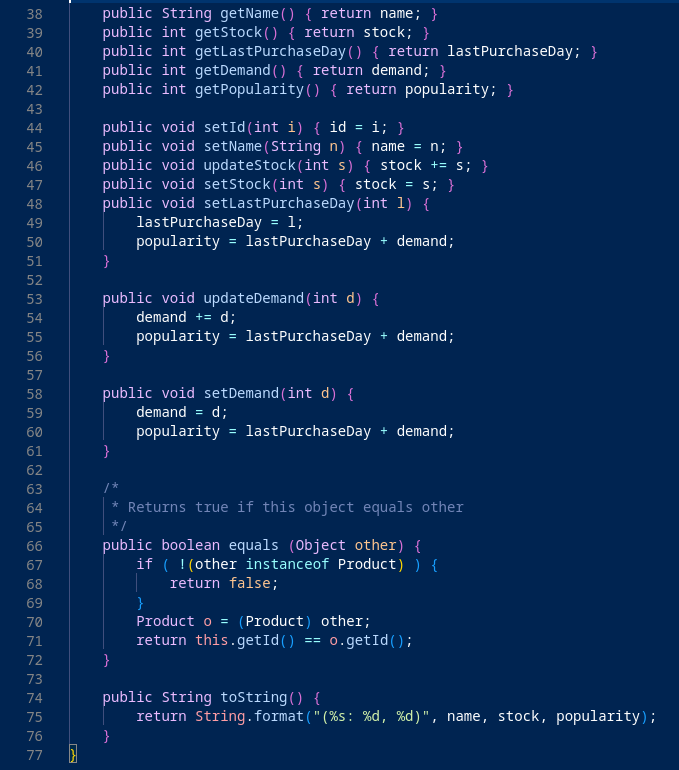 38 public String getName() { return name; }
39 public int getStock() { return stock; }
40 public int getLastPurchaseDay() { return lastPurchaseDay; }
41 public int getDemand() { return demand; }
42 public int getPopularity() { return popularity; }
43
44 public void setId(int i) { id = i; }
45 public void setName(String n) { name = n; }
46 public void updateStock(int s) { stock += s; }
47 public void setStock(int s) { stock = s; }
48 public void setLastPurchaseDay(int l) {
49 lastPurchaseDay = l;
50 popularity = lastPurchaseDay + demand;
51 }
52
53 public void updateDemand(int d) {
54 demand += d;
55 popularity = lastPurchaseDay + demand;
56 }
57
58 public void setDemand(int d) {
59 demand = d;
60 popularity = lastPurchaseDay + demand;
61 }
62
63 /*
64 * Returns true if this object equals other
65 */
66 public boolean equals (Object other) {
67 if ( !(other instanceof Product) ) {
68 return false;
69 }
70 Product o = (Product) other;
71 return this.getId() == o.getId();
72 }
73
74 public String toString() {
75 return String.format("(%s: %d, %d)", name, stock, popularity);
76 }
77 }